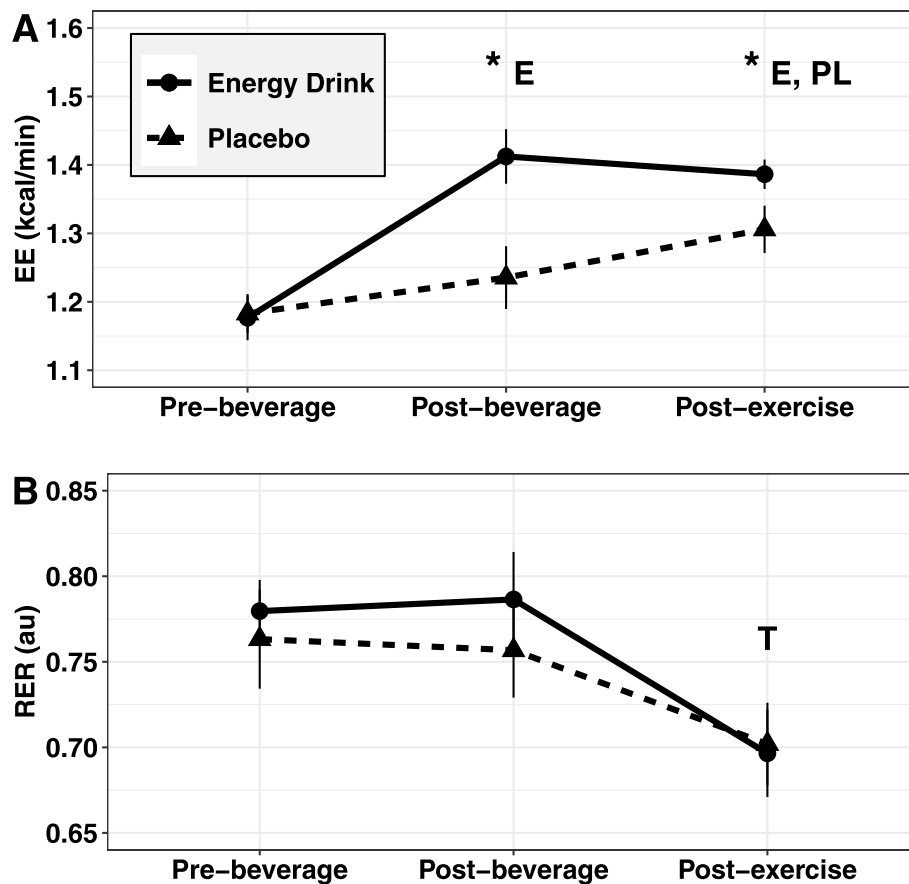 A
1.6
* E
* E, PL
Energy Drink
1.5
Placebo
1.4
EE (kcal/min)
1.3
1.2
1.1
Pre–beverage Post–beverage Post–exercise
B
0.85
0.80
T
0.75
RER (au)
0.70
0.65
Pre–beverage Post–beverage Post–exercise